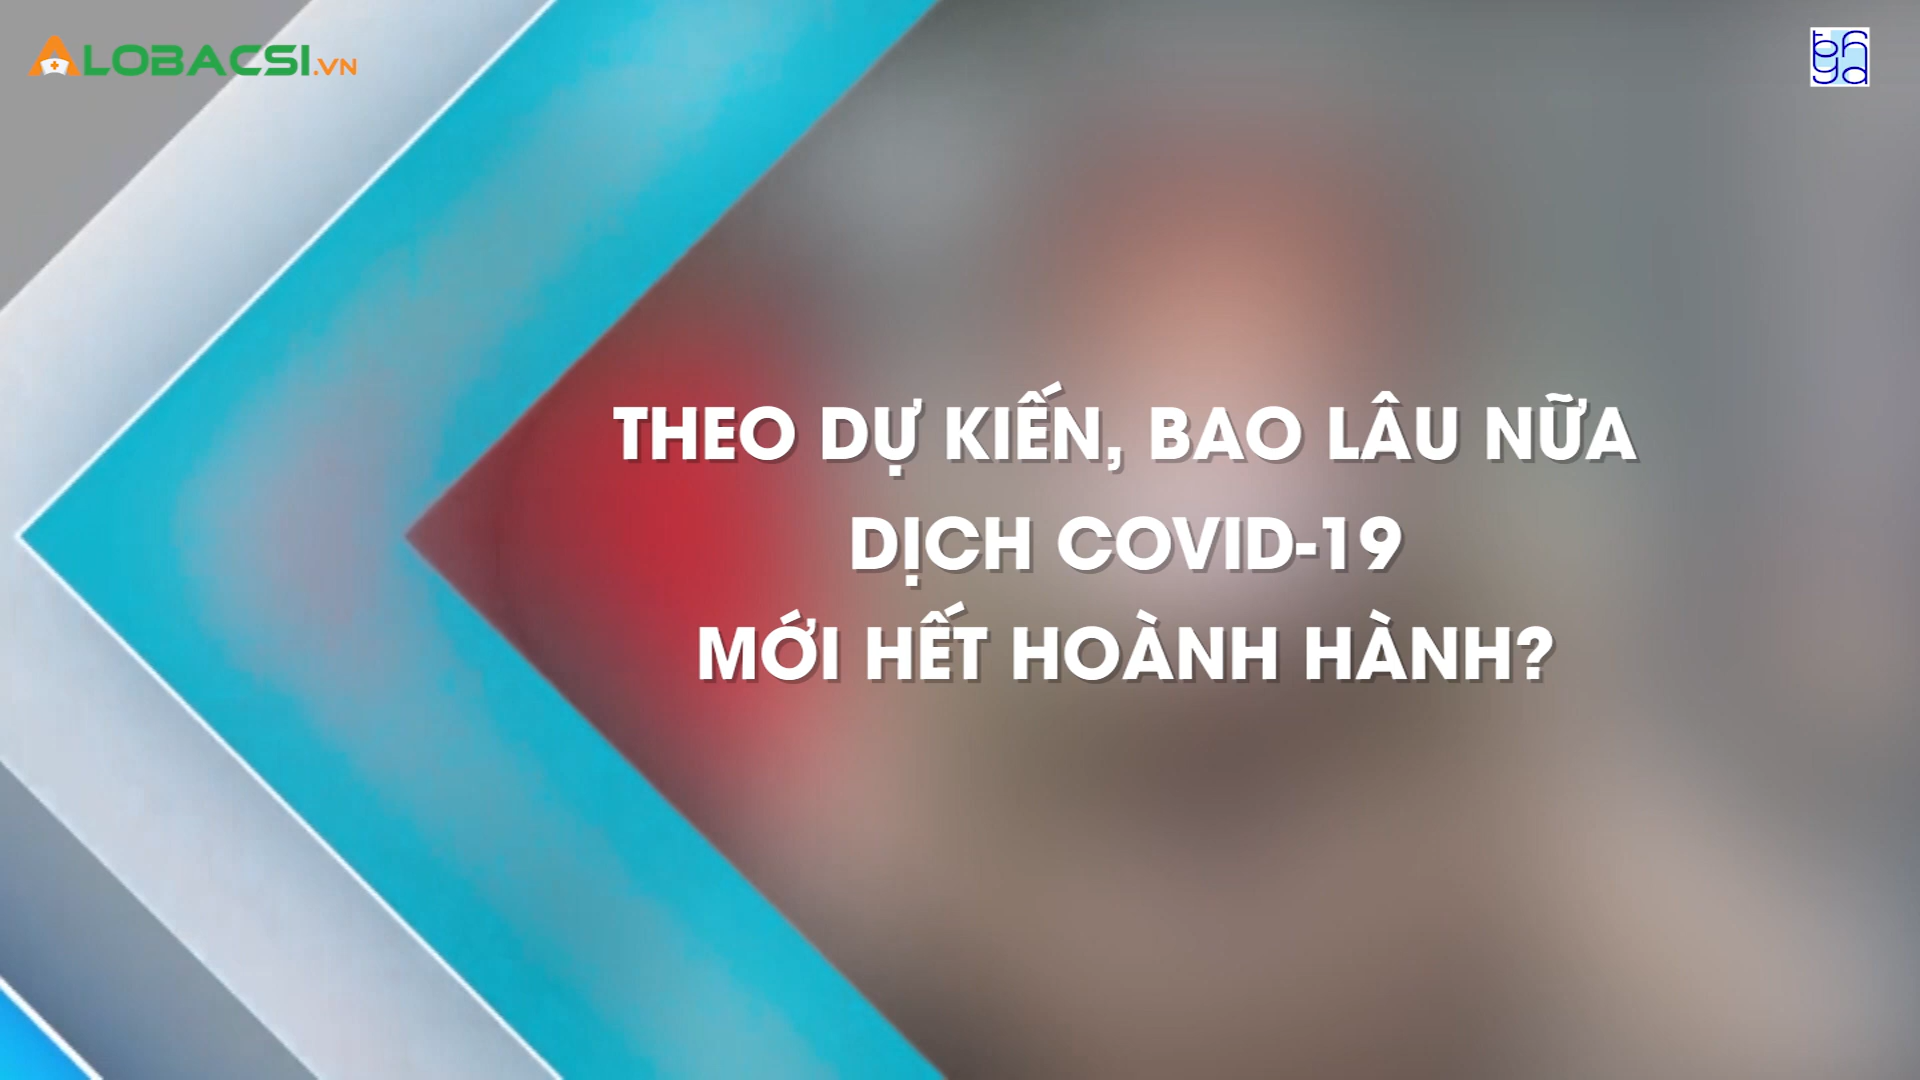 ALOBACSI.VN
THEO DỰ KIẾN, BAO LÂU NỮA
DỊCH COVID-19
MỚI HẾT HOÀNH HÀNH?